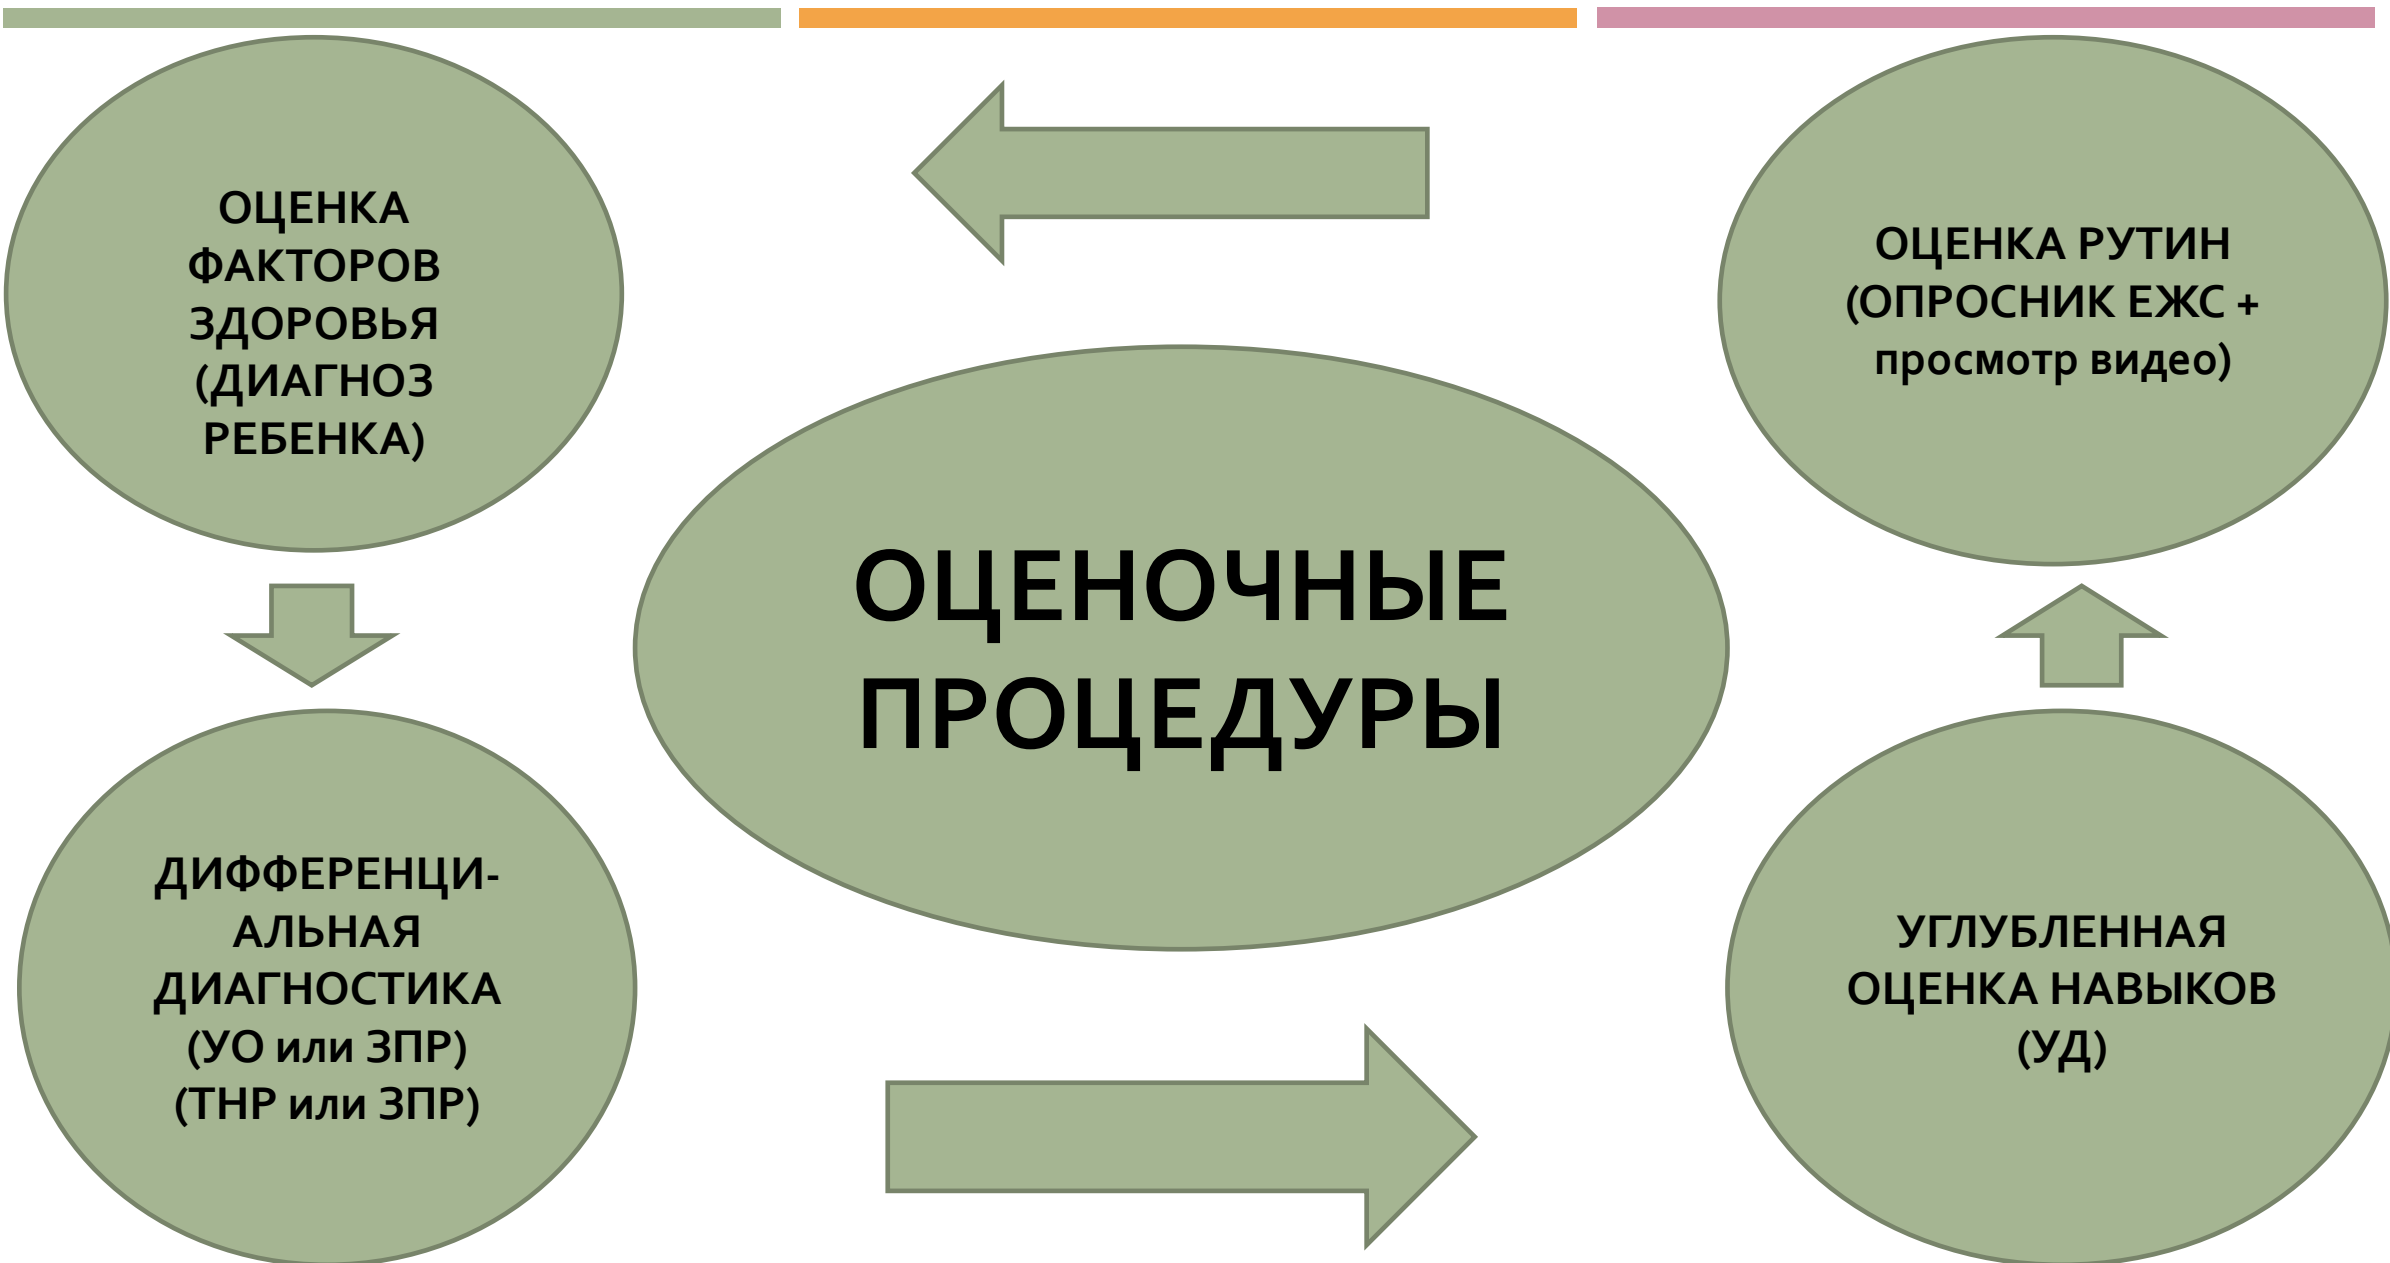 ОЦЕНКА
ФАКТОРОВ
ЗДОРОВЬЯ
(ДИАГНОЗ
РЕБЕНКА)
ОЦЕНКА РУТИН
(ОПРОСНИК ЕЖС +
просмотр видео)
ОЦЕНОЧНЫЕ
ПРОЦЕДУРЫ
ДИФФЕРЕНЦИ-
АЛЬНАЯ
ДИАГНОСТИКА
(УО или ЗПР)
(ТНР или ЗПР)
УГЛУБЛЕННАЯ
ОЦЕНКА НАВЫКОВ
(УД)